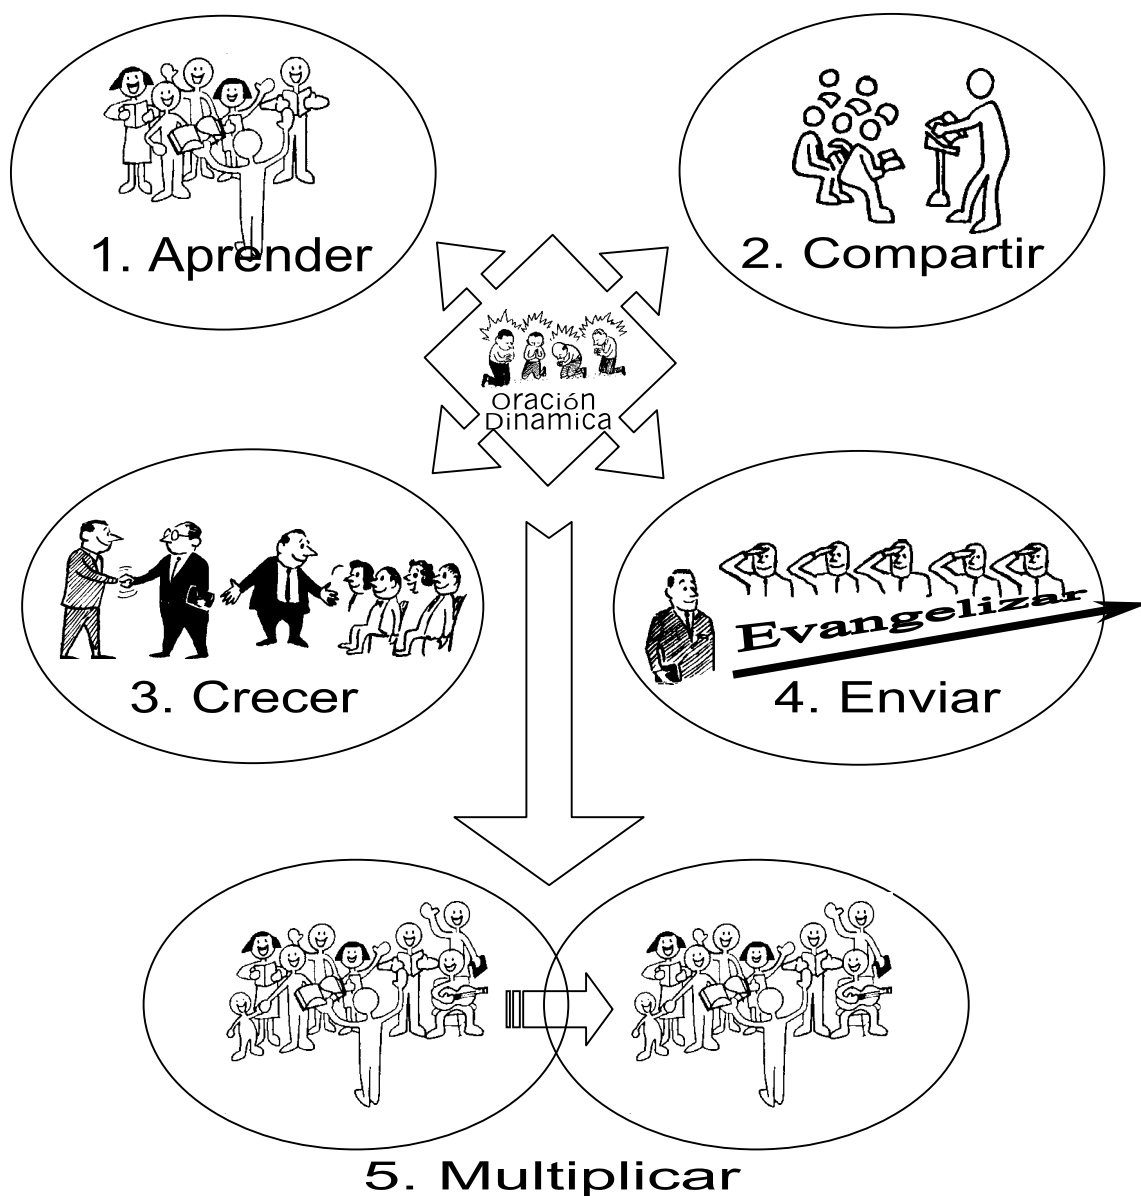 1. Aprender
2. Compartir
Oración
Dinamica
3. Crecer
Evangelizar
4. Enviar
5. Multiplicar